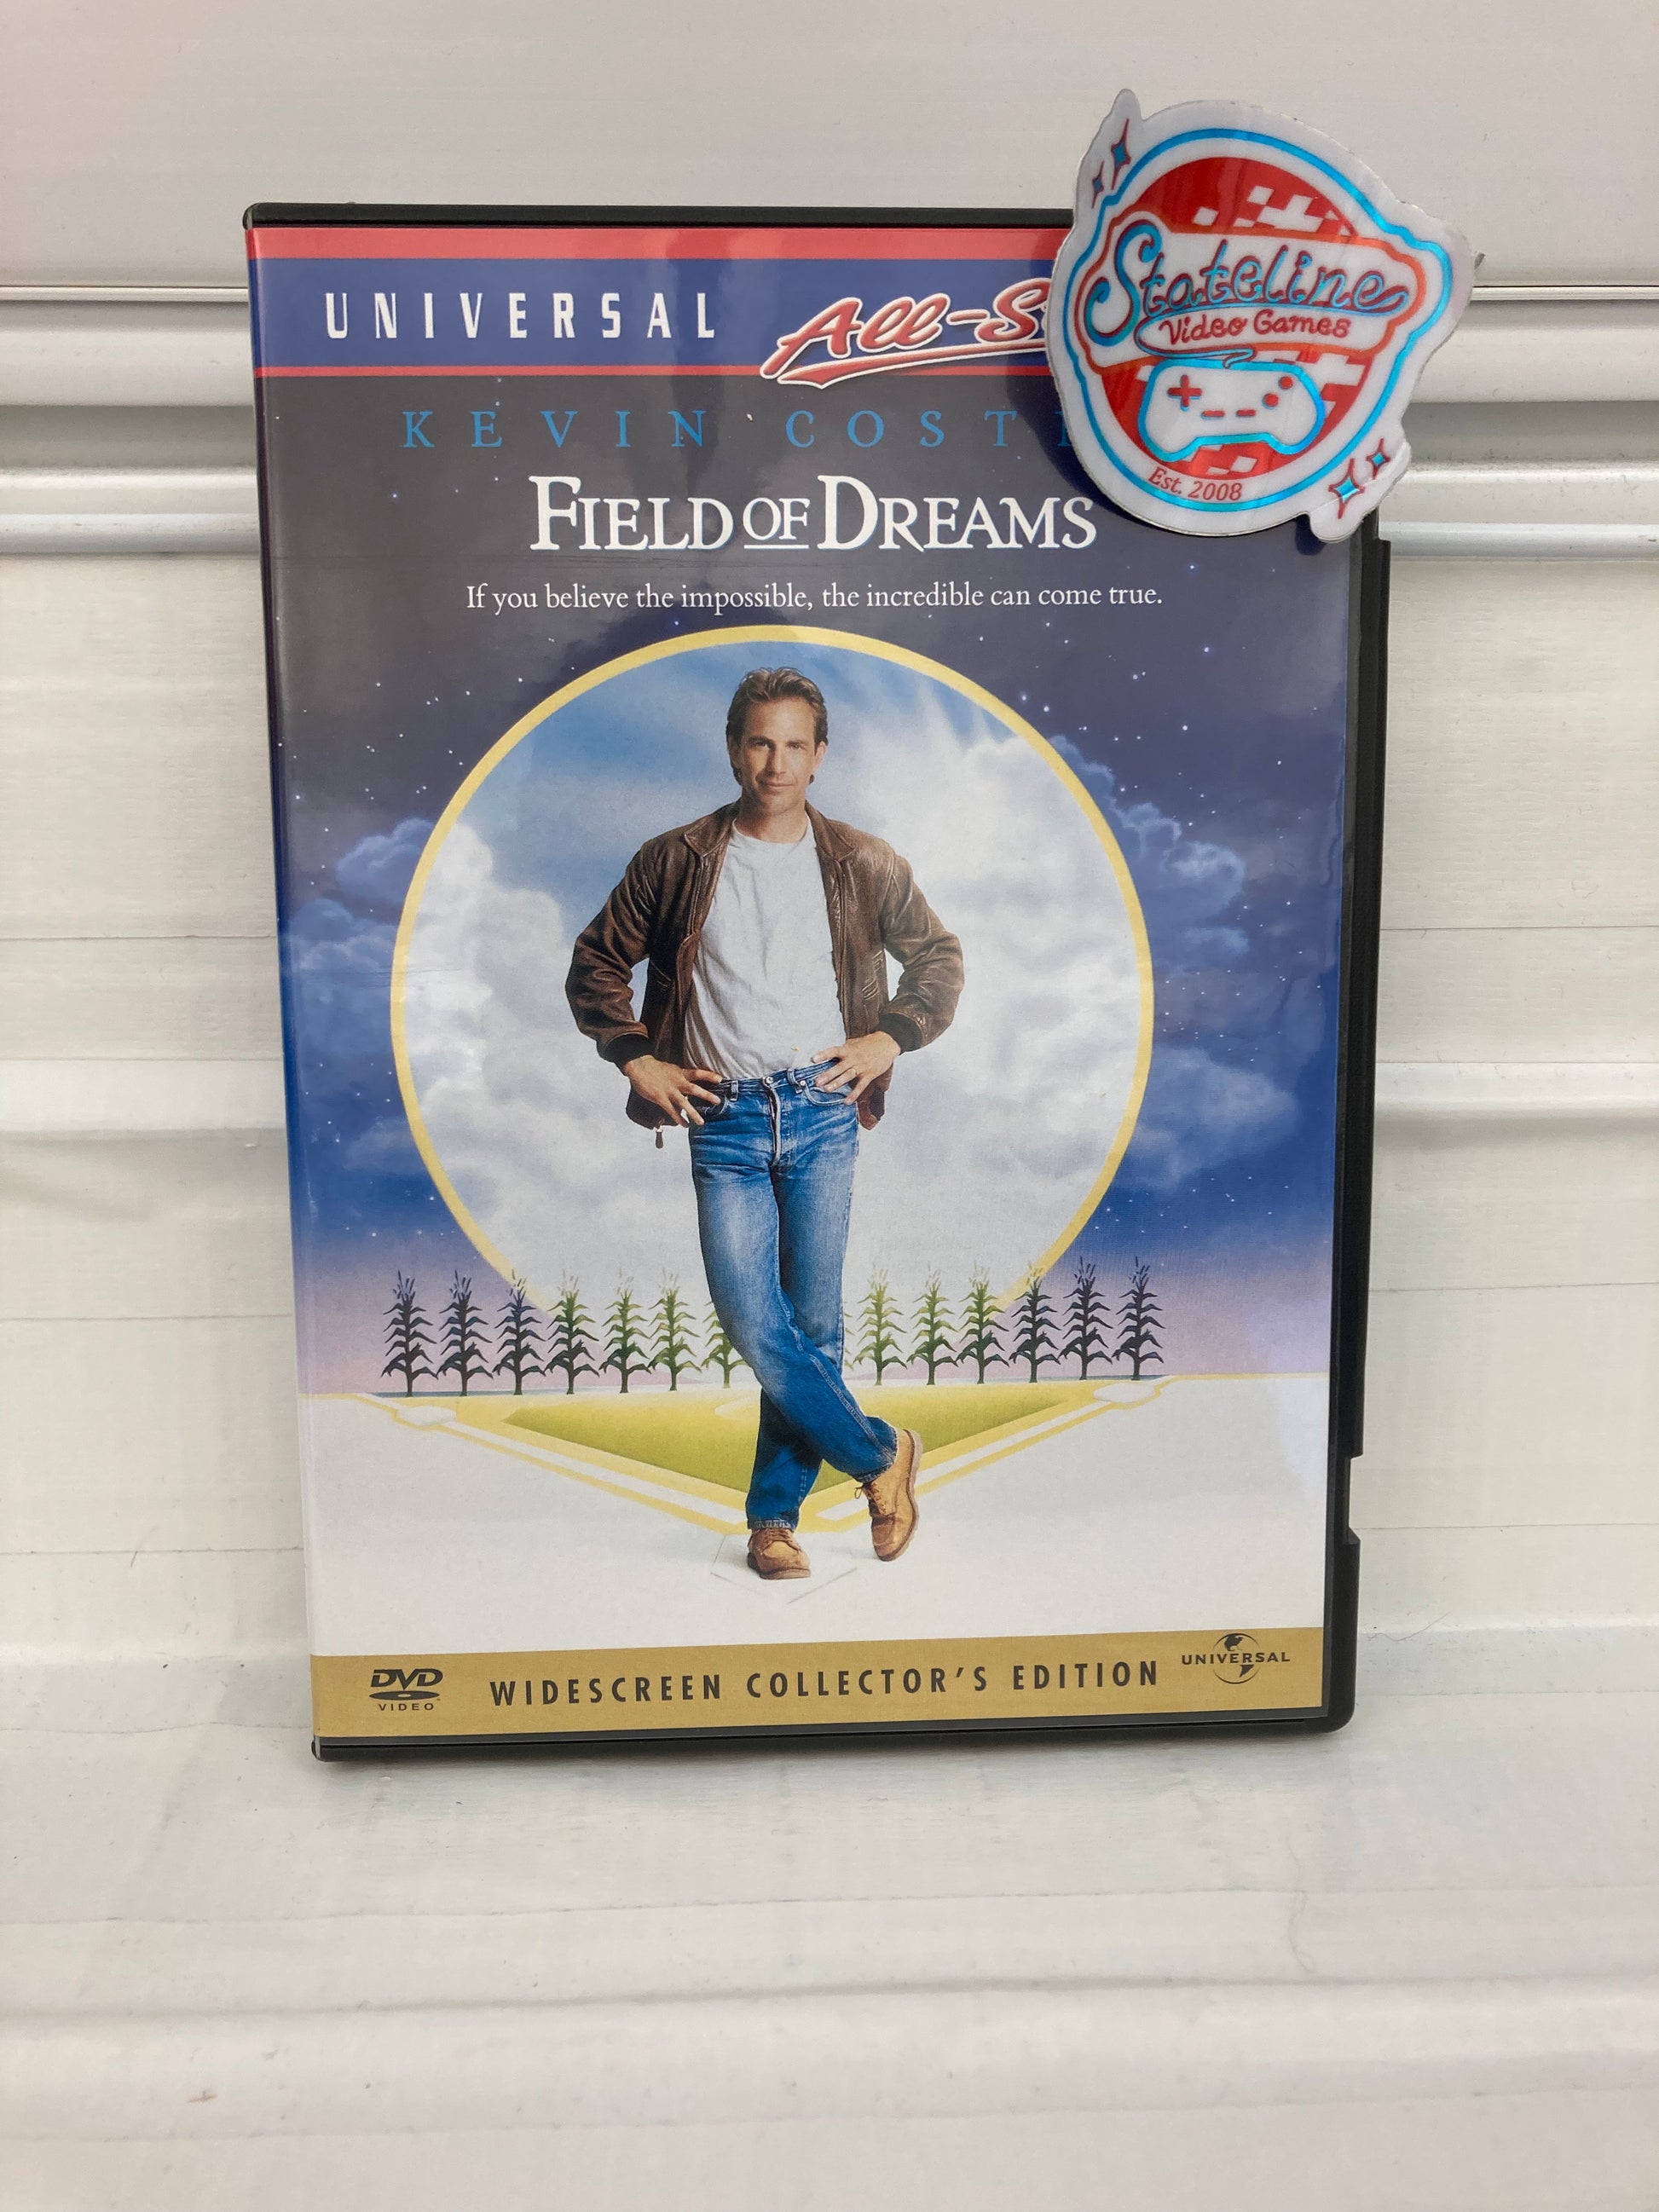 UNIVERSAL All-S
Stateline
Video Games
Est. 2008
KEVIN COST
FIELD OF DREAMS
If you believe the impossible, the incredible can come true.
DVD
VIDEO
WIDESCREEN COLLECTOR'S EDITION
UNIVERSAL